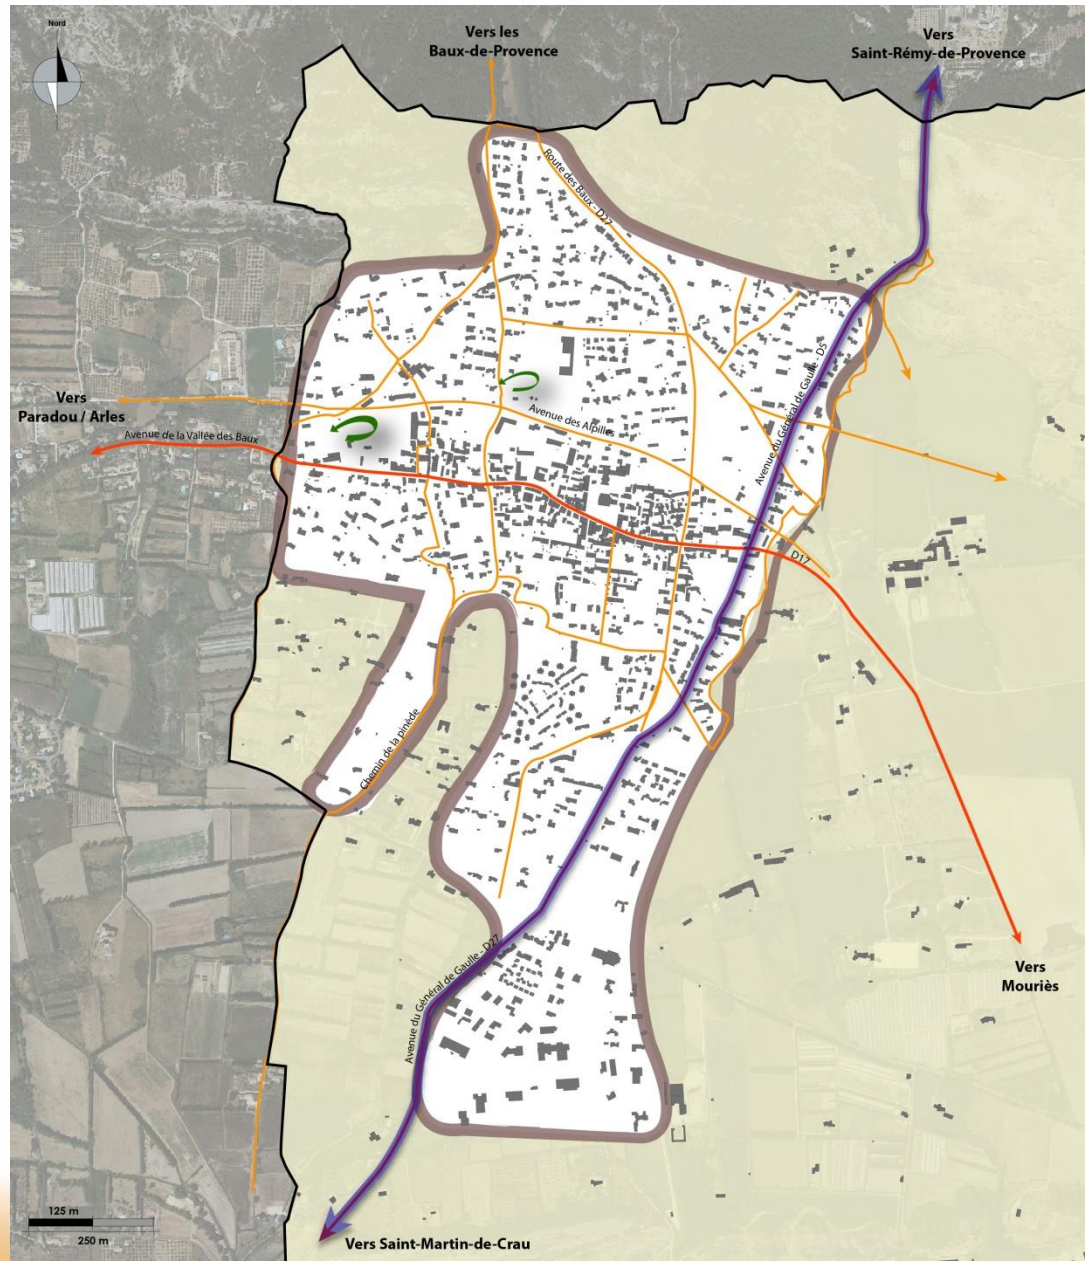 Nord
Vers les
Baux-de-Provence
Vers
Saint-Rémy-de-Provence
Route des Baux - D27
Avenue du Général de Gaulle - D5
Vers
Paradou / Arles
Avenue de la Vallée des Baux
Avenue des Alpilles
D17
Chemin de la pinède
Avenue du Général de Gaulle - D27
Vers
Mouriès
125 m
250 m
Vers Saint-Martin-de-Crau